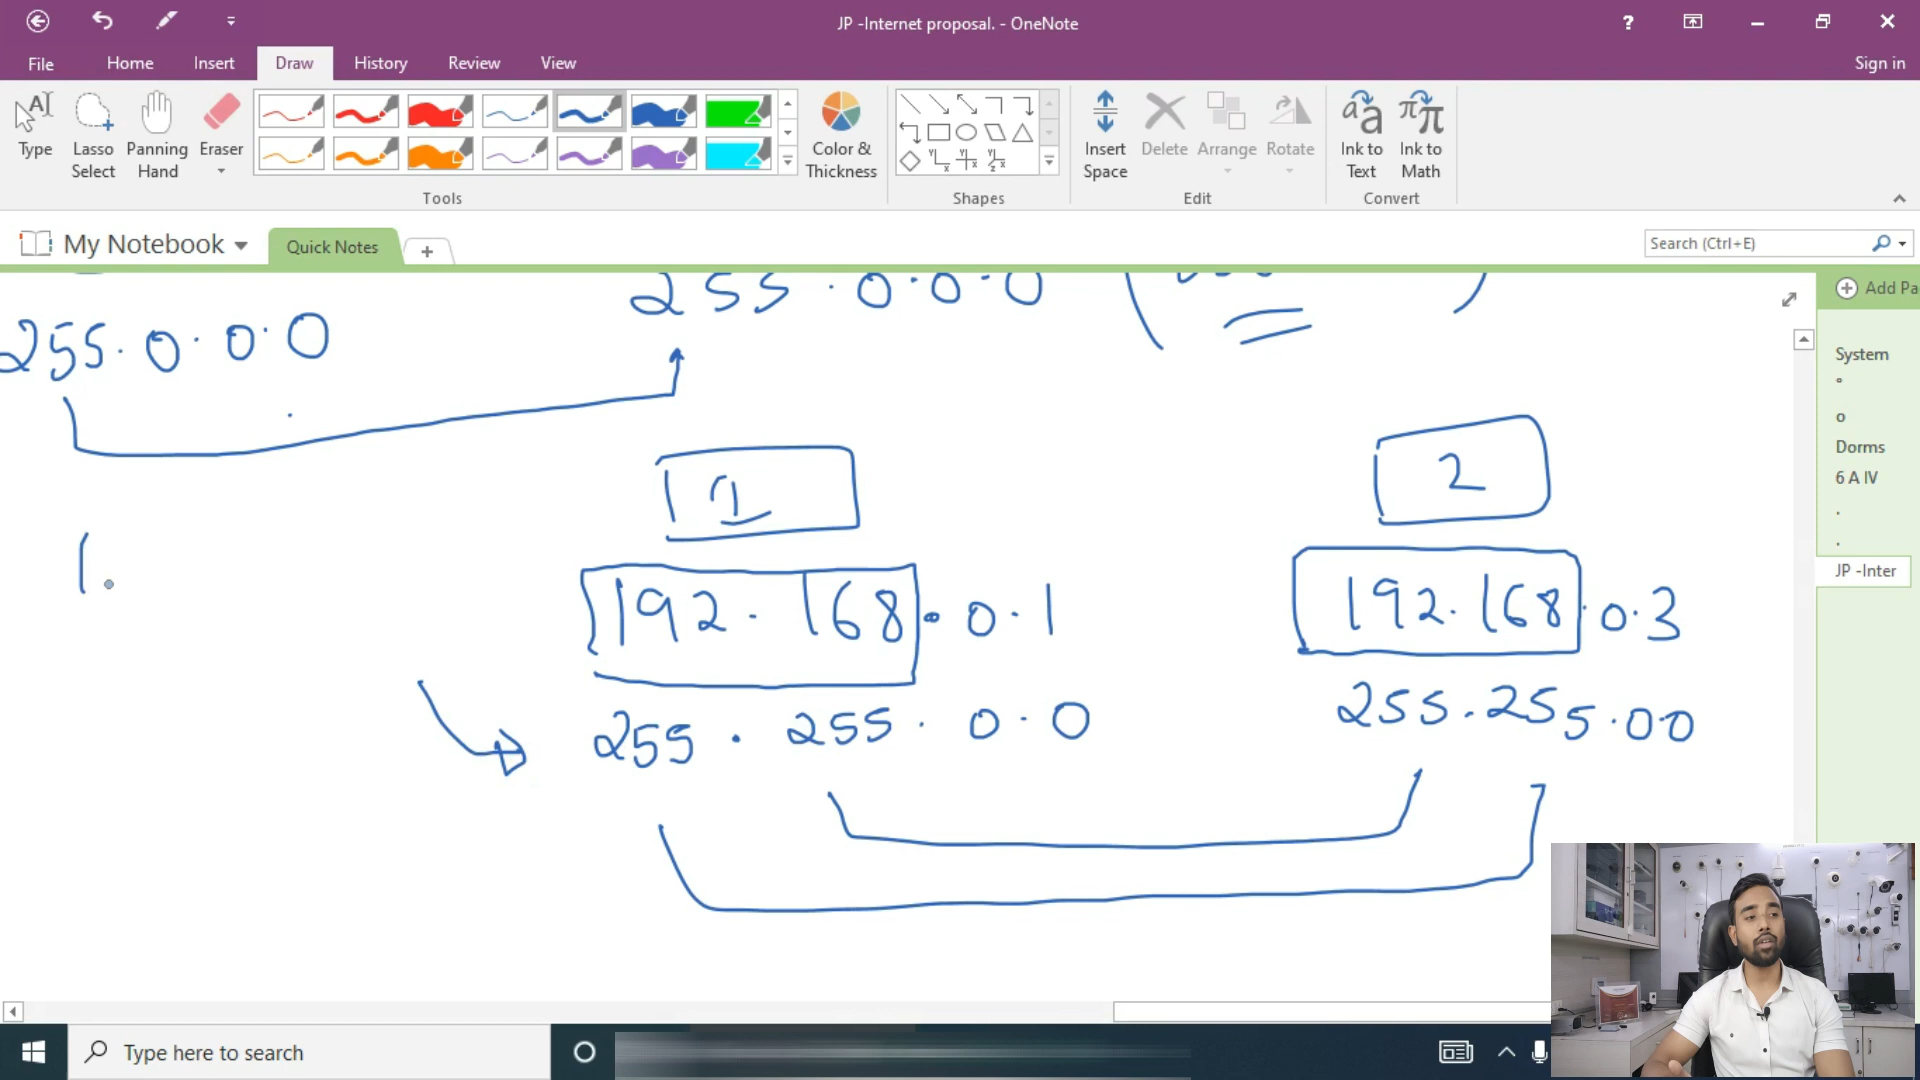 JP -Internet proposal. - OneNote
File Home Insert Draw History Review View Sign in
Type
Lasso Select
Panning Hand
Eraser
Color & Thickness
Insert Space
Delete
Arrange
Rotate
Ink to Text
Ink to Math
Tools Shapes Edit Convert
My Notebook Quick Notes
Search (Ctrl+E)
Add Pa
System
Dorms
6 A IV
JP -Inter
255.0.0.0
255.0.0.0
1 2
192.168.0.1 192.168.0.3
255.255.0.0 255.255.00
1
Type here to search